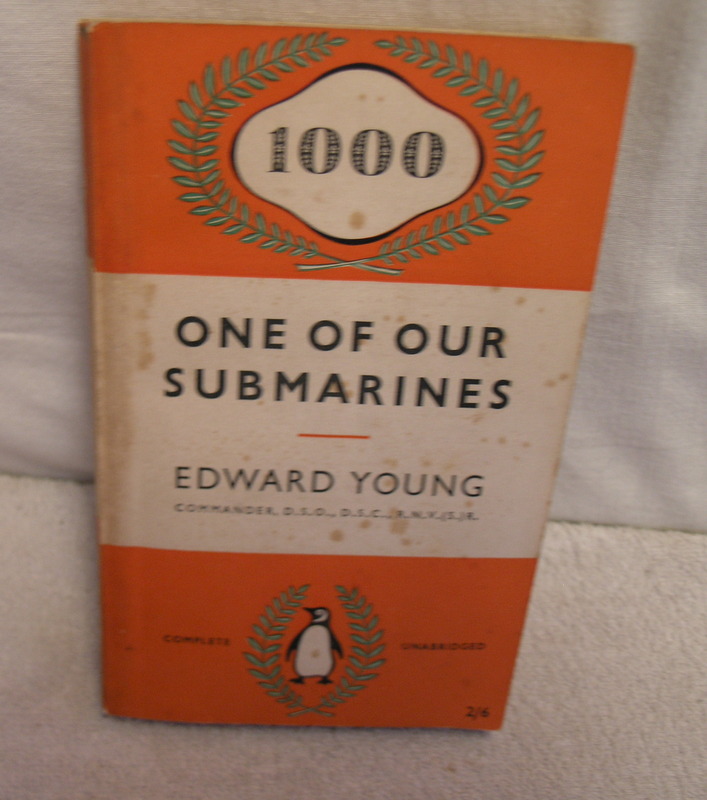 1000
ONE OF OUR
SUBMARINES
EDWARD YOUNG
COMMANDER, D.S.O., D.S.C., R.N.V.(S.)R.
COMPLETE UNABRIDGED
2/6